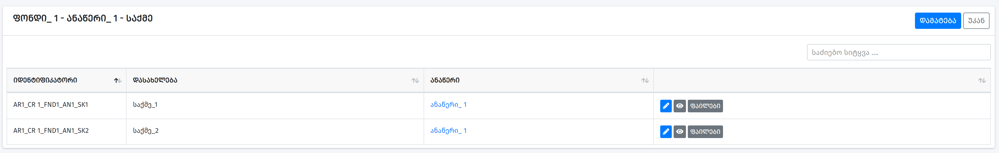 ფონდი_ 1 - ანაწერი_ 1 - საქმე
დამატება უკან
საძიებო სიტყვა ....
იდენტიფიკატორი დასახელება ანაწერი
AR1_CR 1_FND1_AN1_SK1 საქმე_1 ანაწერი_ 1 ფაილები
AR1_CR 1_FND1_AN1_SK2 საქმე_2 ანაწერი_ 1 ფაილები